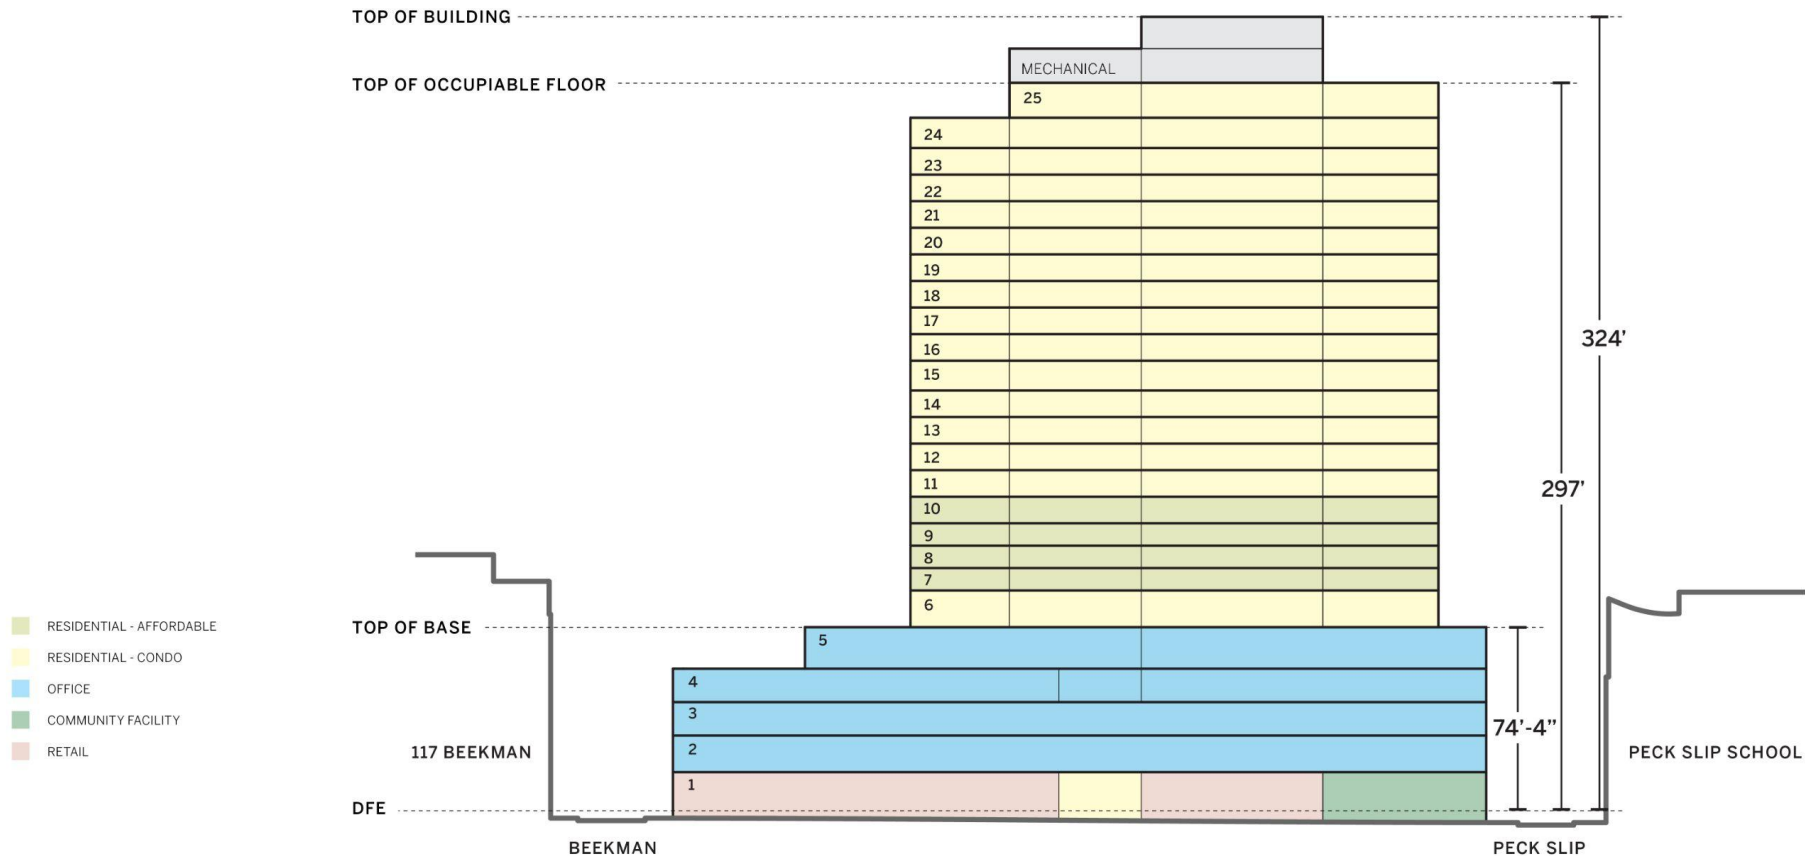 TOP OF BUILDING
MECHANICAL
TOP OF OCCUPIABLE FLOOR
25
24
23
22
21
20
19
18
17
324’
16
15
14
13
12
11
297’
10
9
8
7
6
RESIDENTIAL - AFFORDABLE
TOP OF BASE
5
RESIDENTIAL - CONDO
4
OFFICE
3
COMMUNITY FACILITY
74’-4”
2
RETAIL
117 BEEKMAN
PECK SLIP SCHOOL
1
DFE
BEEKMAN
PECK SLIP